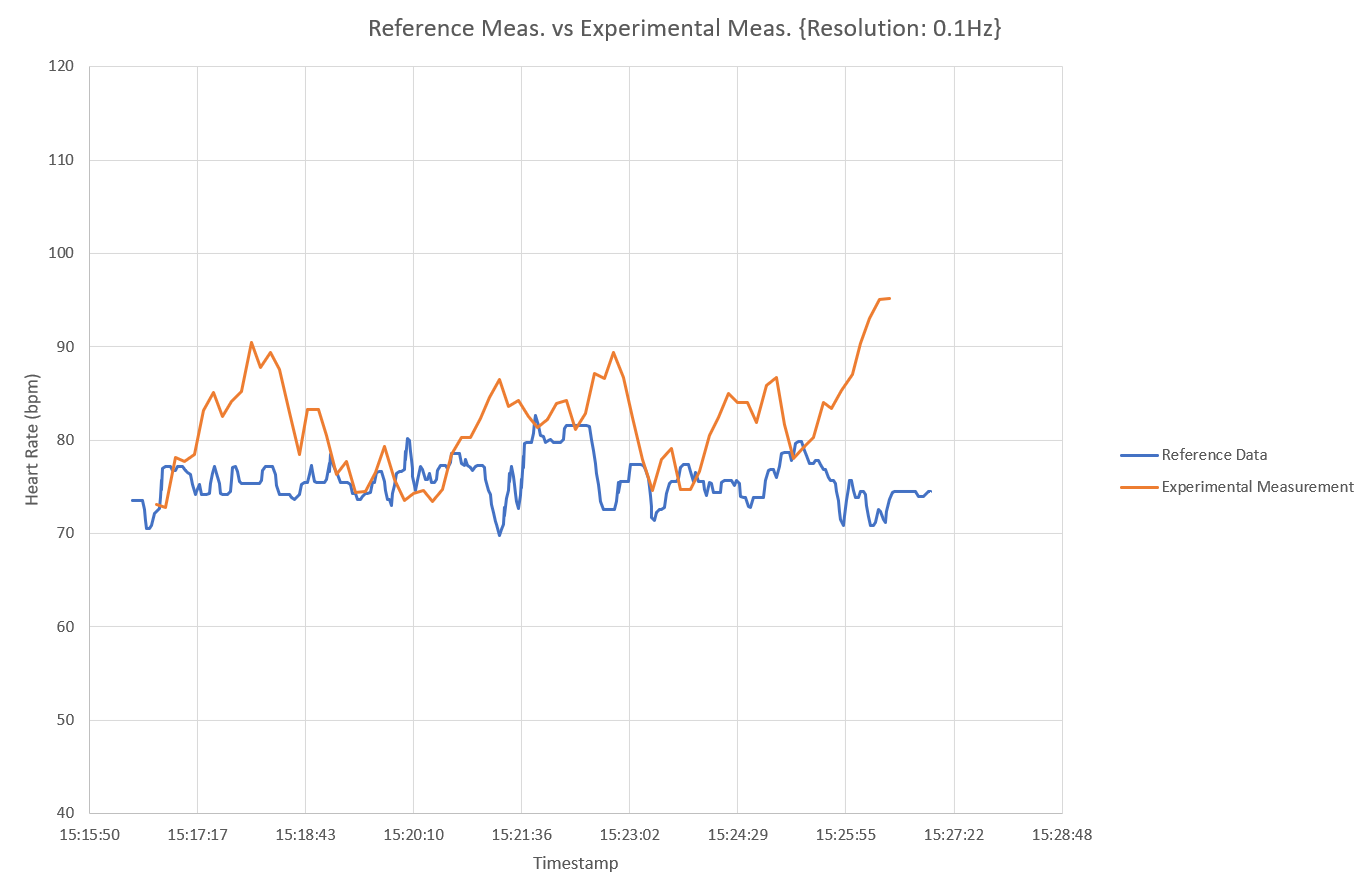 Reference Meas. vs Experimental Meas. {Resolution: 0.1Hz}
120
110
100
90
80
70
60
50
40
Heart Rate (bpm)
15:15:50 15:17:17 15:18:43 15:20:10 15:21:36 15:23:02 15:24:29 15:25:55 15:27:22 15:28:48
Timestamp
Reference Data
Experimental Measurement